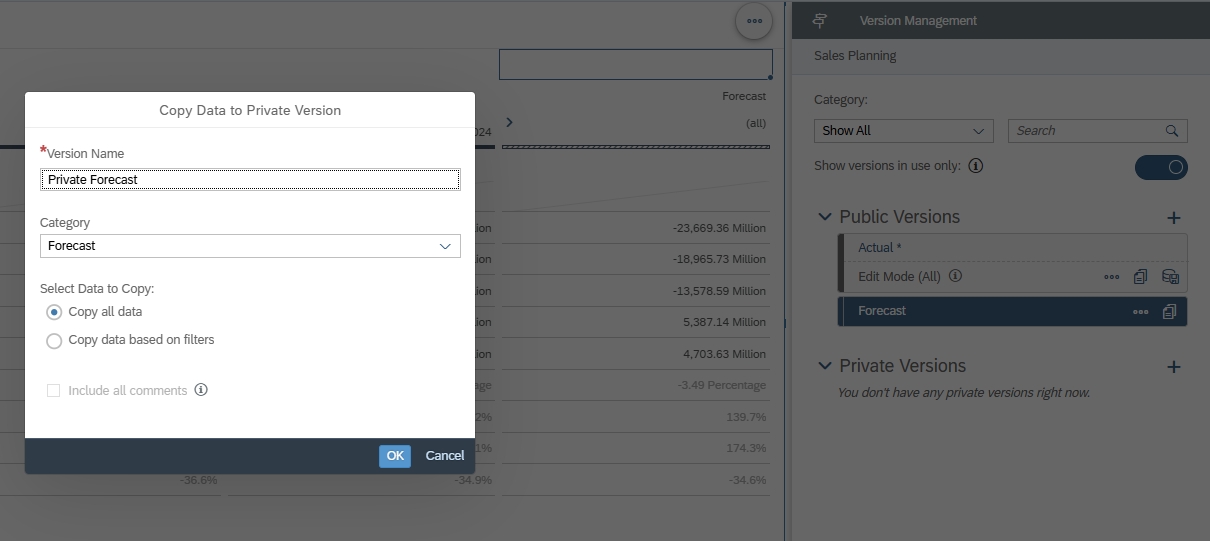 Version Management
Sales Planning
Copy Data to Private Version
*Version Name
Private Forecast
Category
Forecast
Select Data to Copy:
Copy all data
Copy data based on filters
Include all comments
OK
Cancel
Forecast
(all)
-23,669.36 Million
-18,965.73 Million
-13,578.59 Million
5,387.14 Million
4,703.63 Million
-3.49 Percentage
139.7%
174.3%
-36.6%
-34.9%
-34.6%
Category:
Show All
Search
Show versions in use only:
Public Versions
Actual *
Edit Mode (All)
Forecast
Private Versions
You don't have any private versions right now.